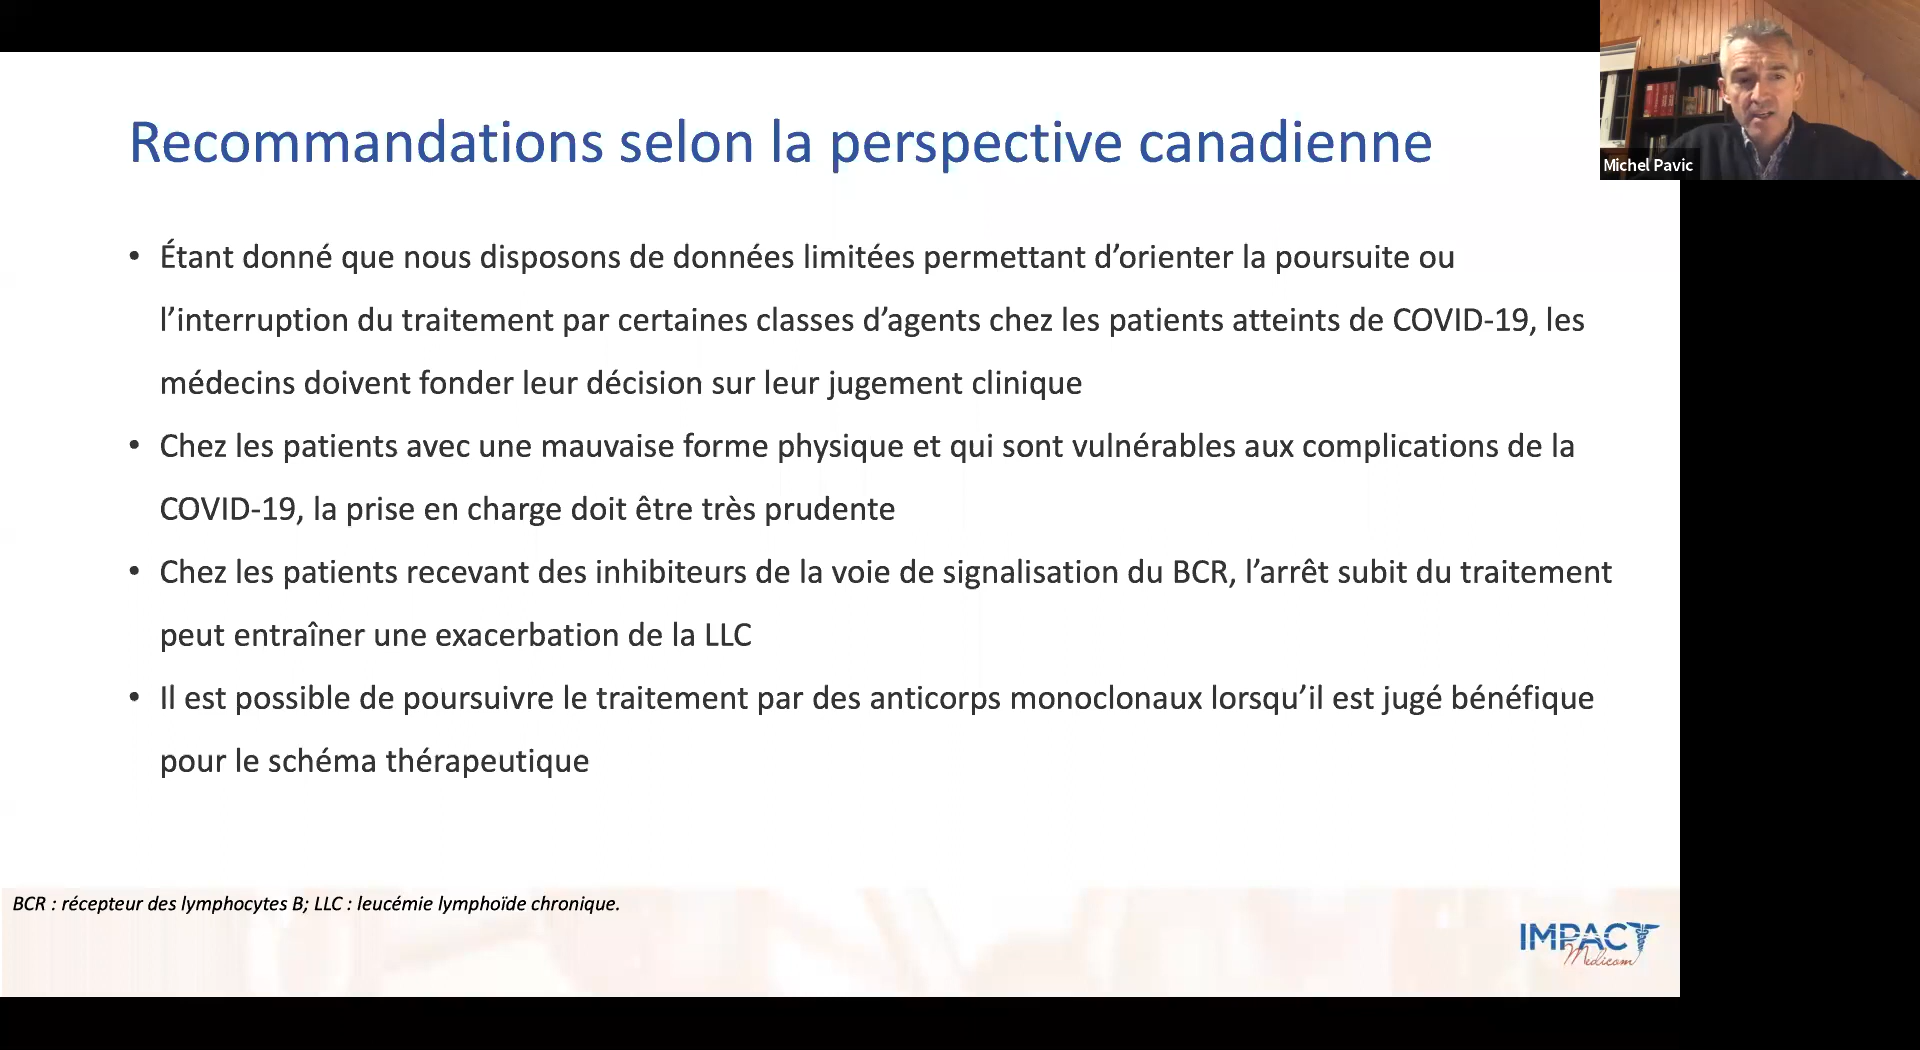 Recommandations selon la perspective canadienne
Michel Pavic
• Étant donné que nous disposons de données limitées permettant d’orienter la poursuite ou
l’interruption du traitement par certaines classes d’agents chez les patients atteints de COVID-19, les
médecins doivent fonder leur décision sur leur jugement clinique
• Chez les patients avec une mauvaise forme physique et qui sont vulnérables aux complications de la
COVID-19, la prise en charge doit être très prudente
• Chez les patients recevant des inhibiteurs de la voie de signalisation du BCR, l’arrêt subit du traitement
peut entraîner une exacerbation de la LLC
• Il est possible de poursuivre le traitement par des anticorps monoclonaux lorsqu’il est jugé bénéfique
pour le schéma thérapeutique
BCR : récepteur des lymphocytes B; LLC : leucémie lymphoïde chronique.
IMPACT
Medicom